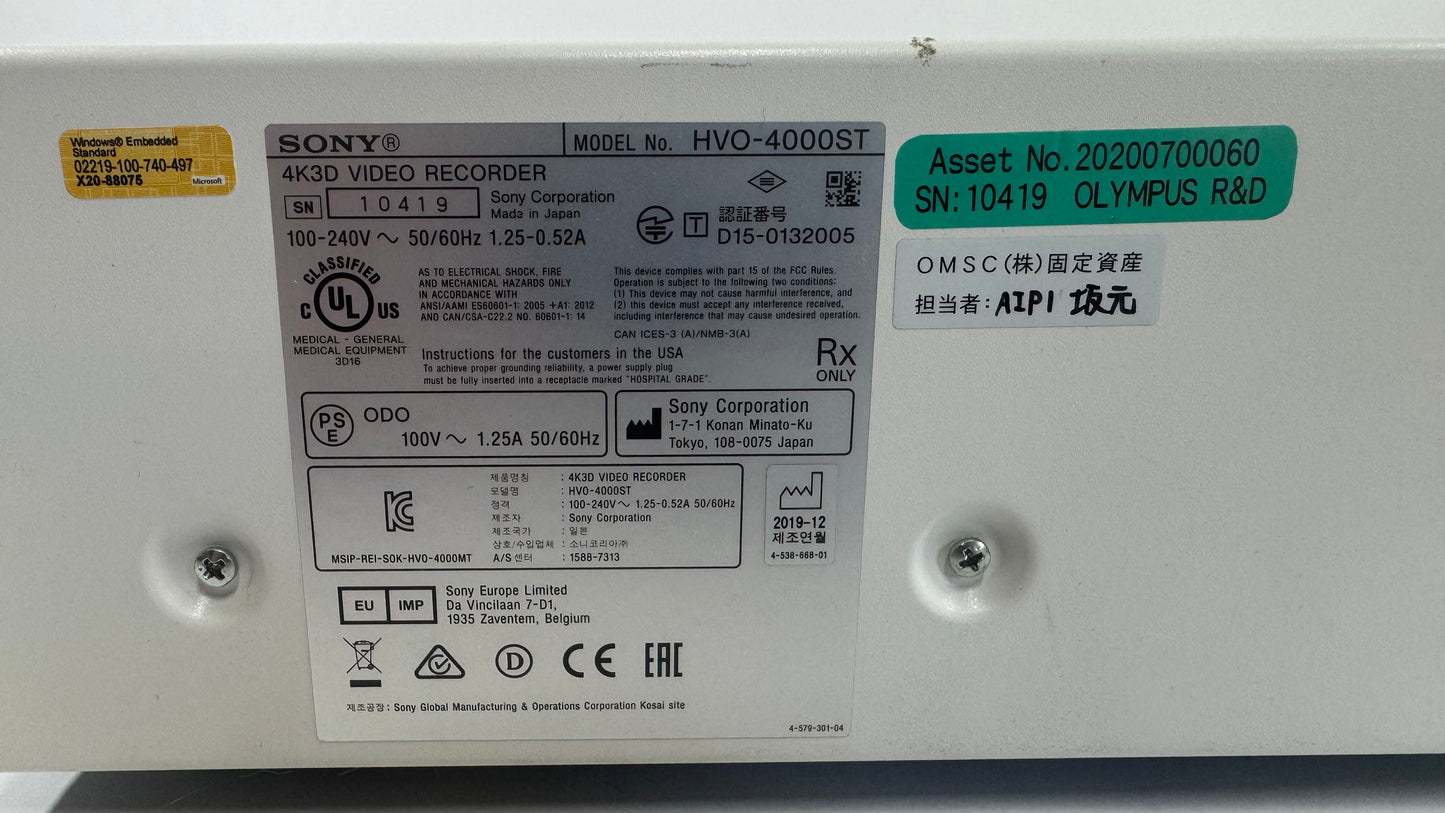 Windows® Embedded
Standard
02219-100-740-497
X20-88075
Microsoft
SONY®
MODEL No. HVO-4000ST
4K3D VIDEO RECORDER
SN 10419
Sony Corporation
Made in Japan
100-240V ～ 50/60Hz 1.25-0.52A
T 認証番号
D15-0132005
CLASSIFIED
C UL US
MEDICAL - GENERAL
MEDICAL EQUIPMENT
3D16
AS TO ELECTRICAL SHOCK, FIRE
AND MECHANICAL HAZARDS ONLY
IN ACCORDANCE WITH
ANSI/AAMI ES60601-1: 2005 +A1: 2012
AND CAN/CSA-C22.2 NO. 60601-1: 14
This device complies with part 15 of the FCC Rules.
Operation is subject to the following two conditions:
(1) This device may not cause harmful interference, and
(2) this device must accept any interference received,
including interference that may cause undesired operation.
CAN ICES-3 (A)/NMB-3(A)
Instructions for the customers in the USA
To achieve proper grounding reliability, a power supply plug
must be fully inserted into a receptacle marked "HOSPITAL GRADE".
Rx
ONLY
PS
E
ODO
100V ～ 1.25A 50/60Hz
Sony Corporation
1-7-1 Konan Minato-Ku
Tokyo, 108-0075 Japan
MSIP-REI-SOK-HVO-4000MT
제품명칭 : 4K3D VIDEO RECORDER
모델명 : HVO-4000ST
정격 : 100-240V ～ 1.25-0.52A 50/60Hz
제조자 : Sony Corporation
제조국가 : 일본
상호/수입업체 : 소니코리아㈜
A/S센터 : 1588-7313
2019-12
제조연월
4-538-668-01
EU IMP
Sony Europe Limited
Da Vincilaan 7-D1,
1935 Zaventem, Belgium
D CE EAC
제조공장: Sony Global Manufacturing & Operations Corporation Kosai site
4-579-301-04
Asset No.20200700060
SN:10419 OLYMPUS R&D
OMSC(株)固定資産
担当者: AIP1 坂元